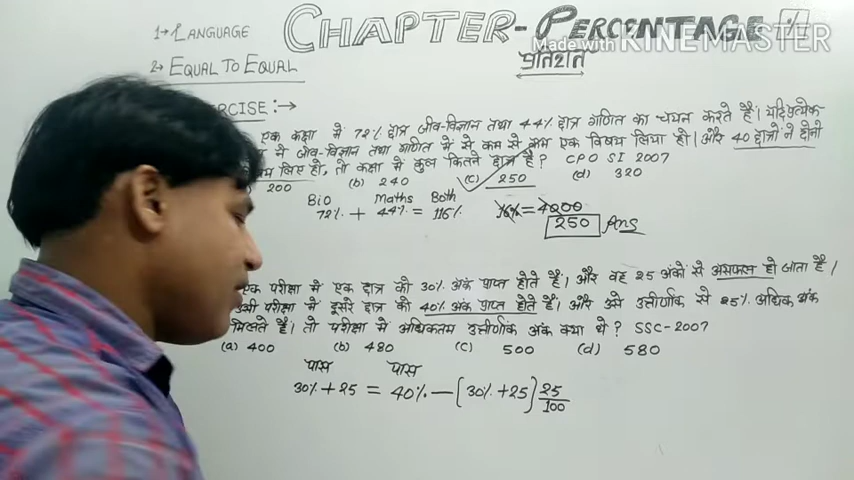 CHAPTER - PERCENTAGE %
Made with KINEMASTER
प्रतिशत
1→ LANGUAGE
2→ EQUAL TO EQUAL
ERCISE :→
एक कक्षा में 72% छात्र जीव-विज्ञान तथा 44% छात्र गणित का चयन करते हैं। यदि प्रत्येक
ने जीव-विज्ञान तथा गणित में से कम से कम एक विषय लिया हो। और 40 छात्रों ने दोनो
लिए हो, तो कक्षा में कुल कितने छात्र हैं? CPO SI 2007
200 (b) 240 (c) 250 (d) 320
Bio Maths Both
72% + 44% = 116% 16% = 4000
250 Ans
एक परीक्षा में एक छात्र को 30% अंक प्राप्त होते हैं। और वह 25 अंकों से असफल हो जाता है।
उसी परीक्षा में दूसरे छात्र को 40% अंक प्राप्त होते हैं। और उसे उत्तीर्णांक से 25% अधिक अंक
मिलते हैं। तो परीक्षा में अधिकतम उत्तीर्णांक अंक क्या थे? SSC-2007
(a) 400 (b) 480 (c) 500 (d) 580
पास पास
30% + 25 = 40% - (30% + 25) 25/100